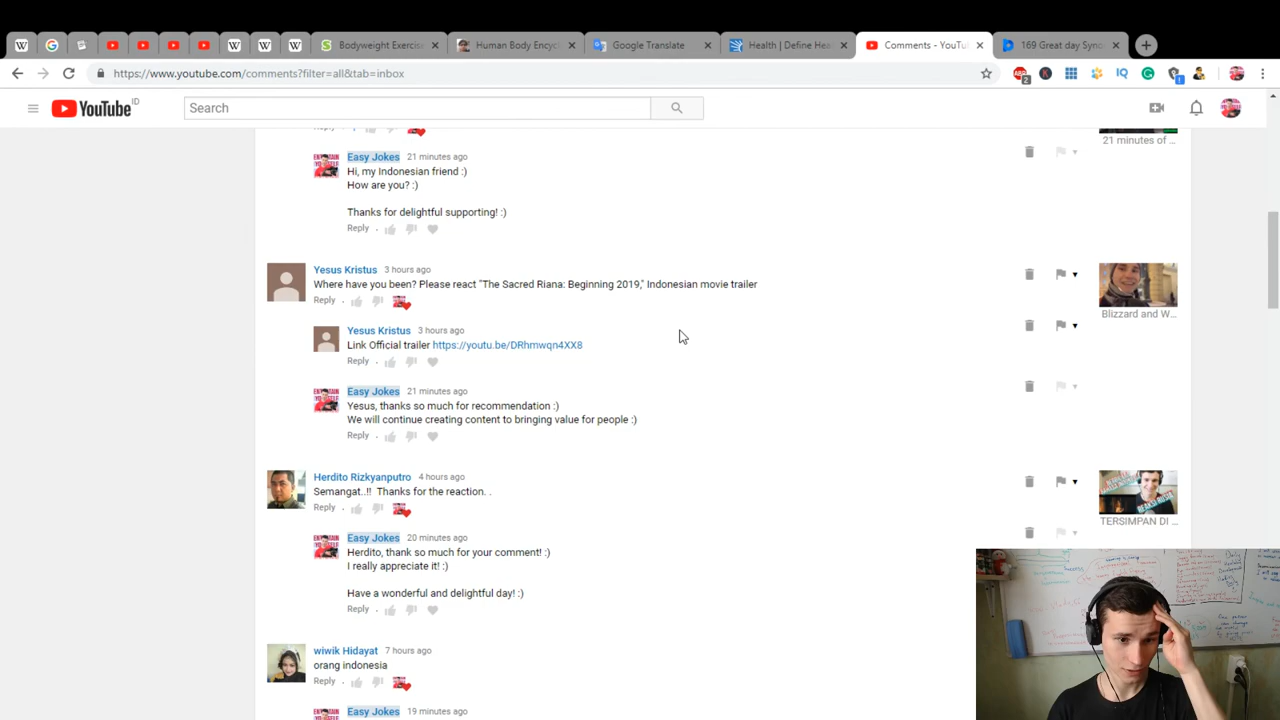 Bodyweight Exercise
Human Body Ency
Google Translate
Health | Define Hea
Comments - YouTu
169 Great day Syno
https://www.youtube.com/comments?filter=all&tab=inbox
YouTube ID
Search
21 minutes of ...
Easy Jokes 21 minutes ago
Hi, my Indonesian friend :)
How are you? :)
Thanks for delightful supporting! :)
Reply
Yesus Kristus 3 hours ago
Where have you been? Please react "The Sacred Riana: Beginning 2019," Indonesian movie trailer
Reply .
Blizzard and W...
Yesus Kristus 3 hours ago
Link Official trailer https://youtu.be/DRhmwqn4XX8
Reply
Easy Jokes 21 minutes ago
Yesus, thanks so much for recommendation :)
We will continue creating content to bringing value for people :)
Reply
Herdito Rizkyanputro 4 hours ago
Semangat..!! Thanks for the reaction. .
Reply .
TERSIMPAN DI ...
Easy Jokes 20 minutes ago
Herdito, thank so much for your comment! :)
I really appreciate it! :)
Have a wonderful and delightful day! :)
Reply
wiwik Hidayat 7 hours ago
orang indonesia
Reply .
Easy Jokes 19 minutes ago